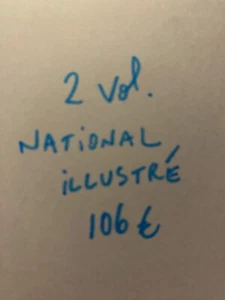 2 vol.
NATIONAL
iLLUSTRÉ
106 €